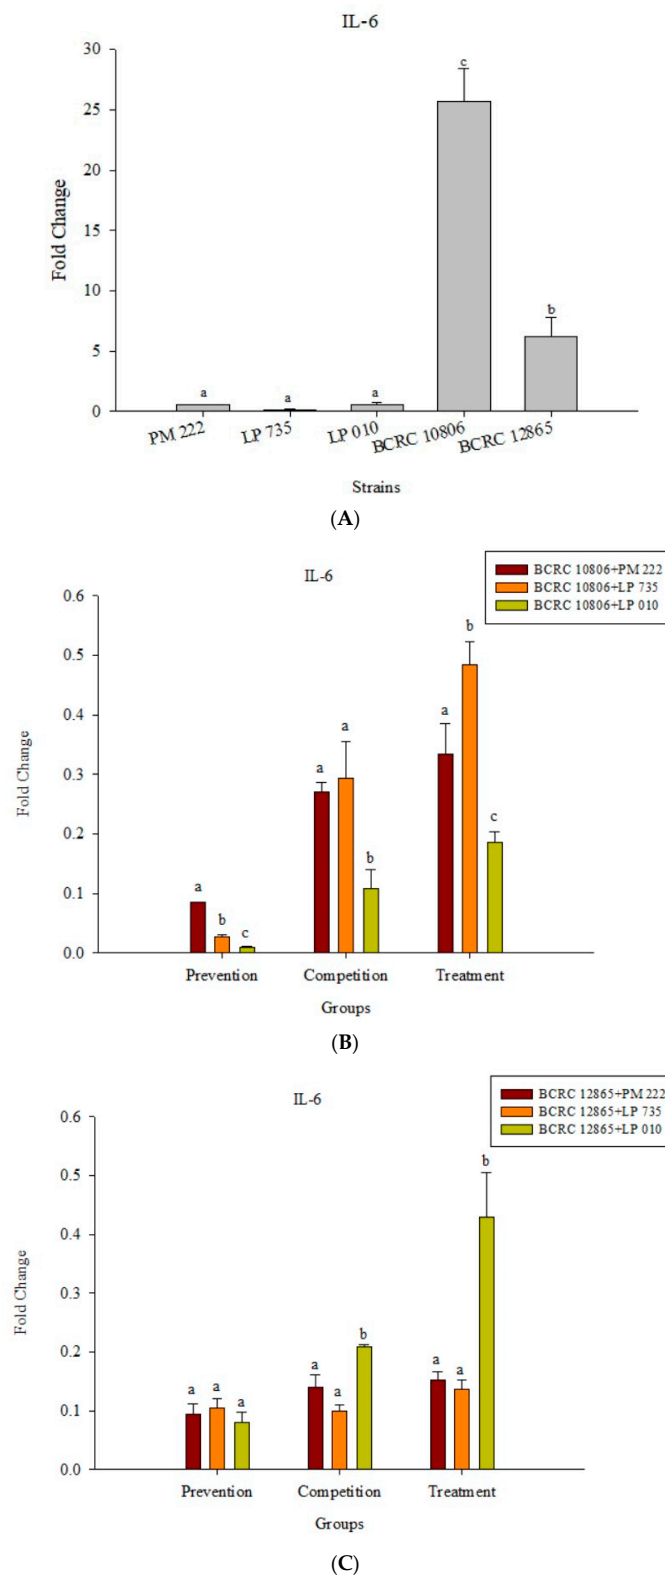 IL-6
30
25
20
15
10
5
0
Fold Change
c
b
a
a
a
PM 222
LP 735
LP 010
BCRC 10806
BCRC 12865
Strains
(A)
BCRC 10806+PM 222
BCRC 10806+LP 735
BCRC 10806+LP 010
IL-6
0.6
0.5
0.4
0.3
0.2
0.1
0.0
Fold Change
a
b
c
a
a
b
a
b
c
Prevention
Competition
Treatment
Groups
(B)
BCRC 12865+PM 222
BCRC 12865+LP 735
BCRC 12865+LP 010
IL-6
0.6
0.5
0.4
0.3
0.2
0.1
0.0
Fold Change
a
a
a
a
a
b
a
a
b
Prevention
Competition
Treatment
Groups
(C)